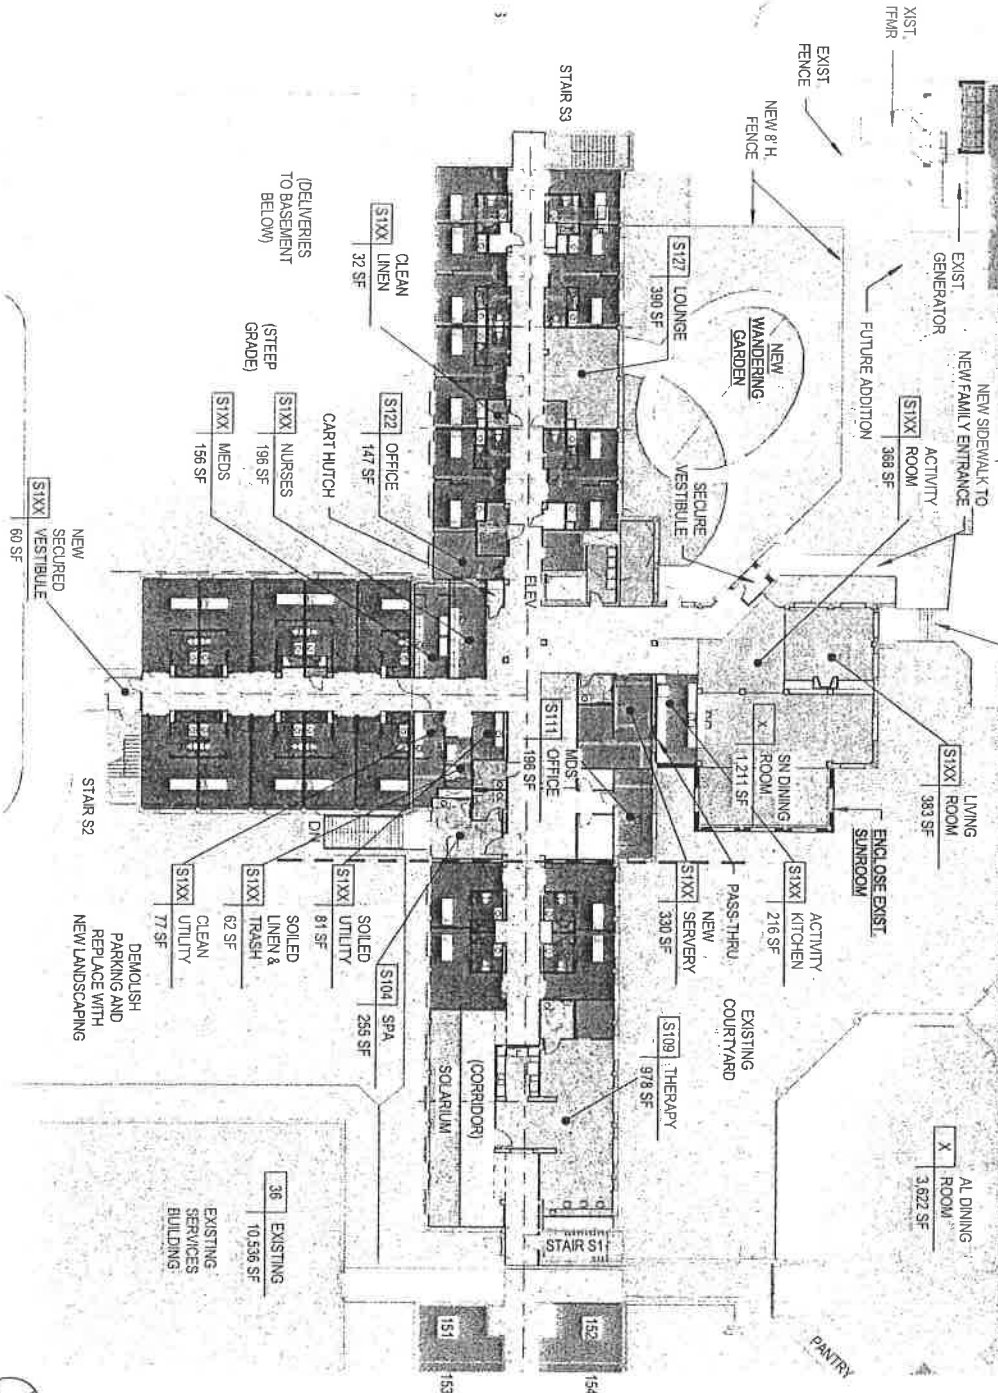 XIST.
TFMR
EXIST.
FENCE
NEW 8' H.
FENCE
STAIR S3
EXIST.
GENERATOR
NEW SIDEWALK TO
NEW FAMILY ENTRANCE
FUTURE ADDITION
S1XX ACTIVITY
ROOM
368 SF
S127 LOUNGE
390 SF
NEW
WANDERING
GARDEN
SECURE
VESTIBULE
(DELIVERIES
TO BASEMENT
BELOW)
S1XX CLEAN
LINEN
32 SF
(STEEP
GRADE)
S122 OFFICE
147 SF
CART HUTCH
S1XX NURSES
198 SF
S1XX MEDS
156 SF
NEW
SECURED
S1XX VESTIBULE
60 SF
ELEV.
S1XX LIVING
ROOM
383 SF
X SN DINING
ROOM
1,211 SF
ENCLOSE EXIST.
SUNROOM
S111 MDS
OFFICE
196 SF
S1XX ACTIVITY
KITCHEN
216 SF
PASS-THRU
S1XX NEW
SERVERY
330 SF
STAIR S2
DN
S1XX CLEAN
UTILITY
77 SF
S1XX SOILED
LINEN &
TRASH
62 SF
S1XX SOILED
UTILITY
81 SF
S104 SPA
255 SF
DEMOLISH
PARKING AND
REPLACE WITH
NEW LANDSCAPING
EXISTING
COURTYARD
S109 THERAPY
978 SF
(CORRIDOR)
SOLARIUM
X AL DINING
ROOM
3,622 SF
36 EXISTING
10,536 SF
EXISTING
SERVICES
BUILDING
STAIR S1
PANTRY
151
152
153
154